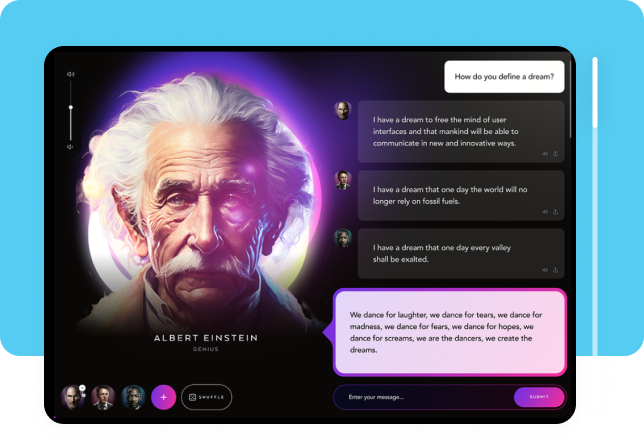 How do you define a dream?
I have a dream to free the mind of user
interfaces and that mankind will be able to
communicate in new and innovative ways.
I have a dream that one day the world will no
longer rely on fossil fuels.
I have a dream that one day every valley
shall be exalted.
We dance for laughter, we dance for tears, we dance for
madness, we dance for fears, we dance for hopes, we
dance for screams, we are the dancers, we create the
dreams.
ALBERT EINSTEIN
GENIUS
SHUFFLE
Enter your message...
SUBMIT